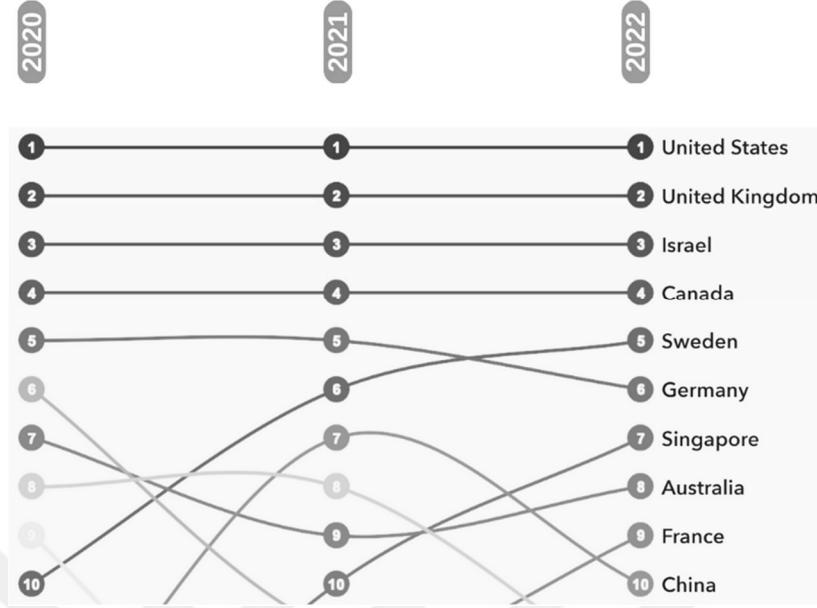 2020 2021 2022
1 1 1 United States
2 2 2 United Kingdom
3 3 3 Israel
4 4 4 Canada
5 5 5 Sweden
6 6 6 Germany
7 7 7 Singapore
8 8 8 Australia
9 9 9 France
10 10 10 China